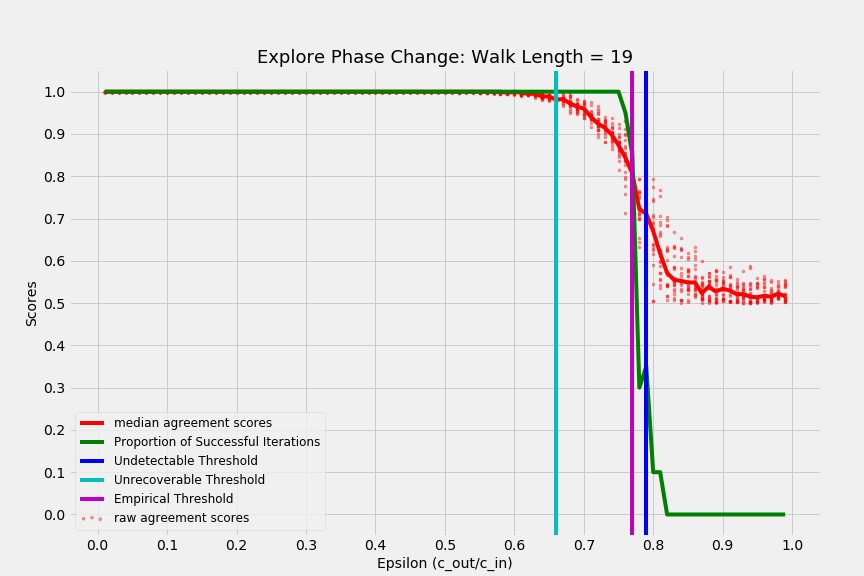 Explore Phase Change: Walk Length = 19
1.0
0.9
0.8
0.7
0.6
0.5
0.4
0.3
0.2
0.1
0.0
Scores
median agreement scores
Proportion of Successful Iterations
Undetectable Threshold
Unrecoverable Threshold
Empirical Threshold
raw agreement scores
0.0 0.1 0.2 0.3 0.4 0.5 0.6 0.7 0.8 0.9 1.0
Epsilon (c_out/c_in)